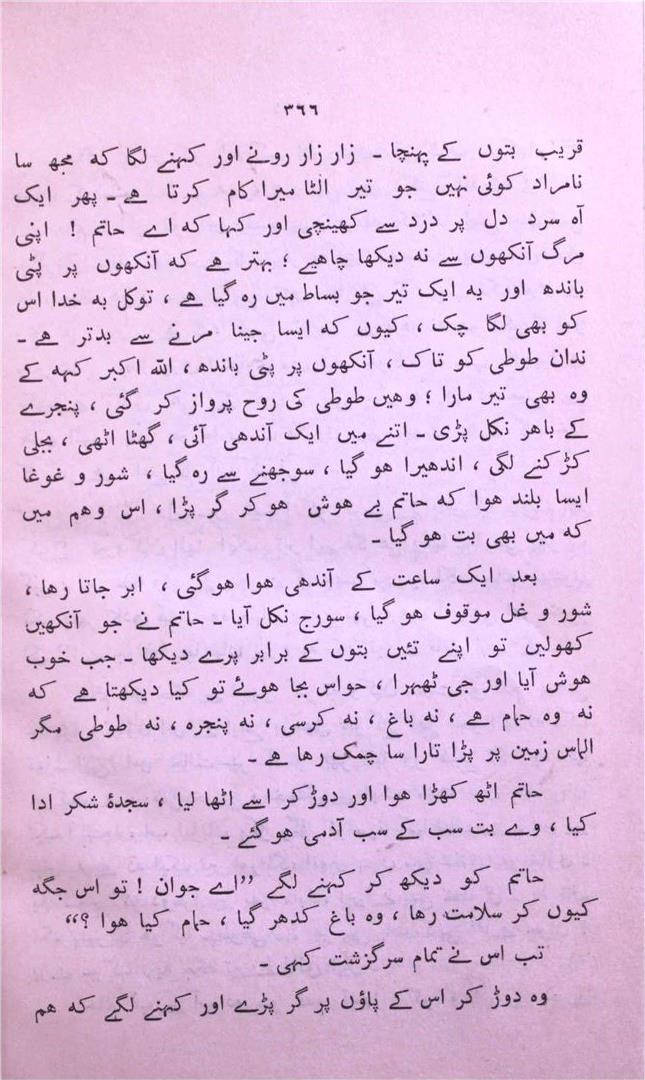 ۳۶۶
قریب بتوں کے پہنچا ـ زار زار رونے اور کہنے لگا کہ مجھ سا
نامراد کوئی نہیں جو تیر الٹا میرا کام کرتا ہے ـ پھر ایک
آہ سرد دل پر درد سے کھینچی اور کہا کہ اے حاتم ! اپنی
مرگ آنکھوں سے نہ دیکھا چاہیے ؛ بہتر ہے کہ آنکھوں پر پٹی
باندھ اور یہ ایک تیر جو بساط میں رہ گیا ہے ، توکل بہ خدا اس
کو بھی لگا چک ، کیوں کہ ایسا جینا مرنے سے بدتر ہے ـ
ندان طوطی کو تاک ، آنکھوں پر پٹی باندھ ، اللہ اکبر کہہ کے
وہ بھی تیر مارا ؛ وھیں طوطی کی روح پرواز کر گئی ، پنجرے
کے باہر نکل پڑی ـ اتنے میں ایک آندھی آئی ، گھٹا اٹھی ، بجلی
کڑکنے لگی ، اندھیرا ہو گیا ، سوجھنے سے رہ گیا ، شور و غوغا
ایسا بلند ہوا کہ حاتم بے ہوش ہوکر گر پڑا ، اس وہم میں
کہ میں بھی بت ہو گیا ـ
بعد ایک ساعت کے آندھی ہوا ہوگئی ، ابر جاتا رہا ،
شور و غل موقوف ہو گیا ، سورج نکل آیا ـ حاتم نے جو آنکھیں
کھولیں تو اپنے تئیں بتوں کے برابر پرے دیکھا ـ جب خوب
ہوش آیا اور جی ٹھہرا ، حواس بجا ہوئے تو کیا دیکھتا ہے کہ
نہ وہ حام ہے ، نہ باغ ، نہ کرسی ، نہ پنجرہ ، نہ طوطی مگر
الماس زمین پر پڑا تارا سا چمک رہا ہے ـ
حاتم اٹھ کھڑا ہوا اور دوڑ کر اسے اٹھا لیا ، سجدۂ شکر ادا
کیا ، وے بت سب کے سب آدمی ہوگئے ـ
حاتم کو دیکھ کر کہنے لگے ”اے جوان ! تو اس جگہ
کیوں کر سلامت رہا ، وہ باغ کدھر گیا ، حام کیا ہوا ؟“
تب اس نے تمام سرگزشت کہی ـ
وہ دوڑ کر اس کے پاؤں پر گر پڑے اور کہنے لگے کہ ہم